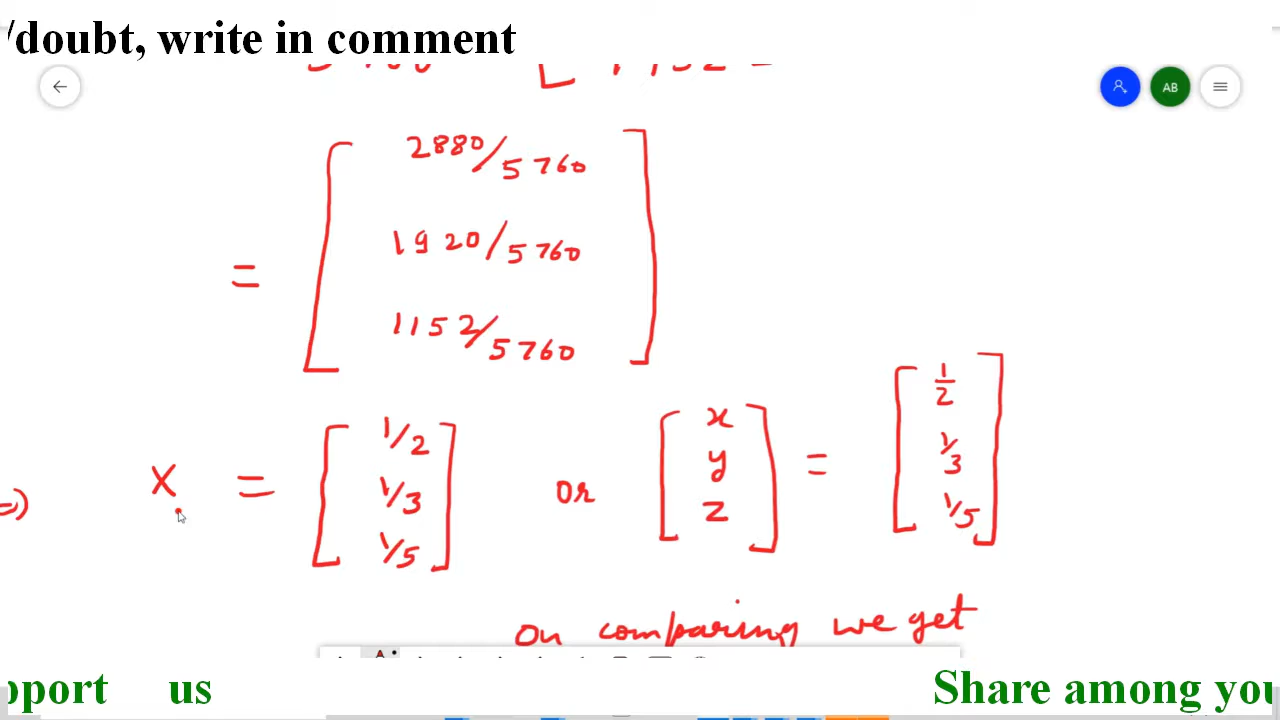 /doubt, write in comment
AB
2880/5760
= 1920/5760
1152/5760
=) X = [1/2 1/3 1/5] or [x y z] = [1/2 1/3 1/5]
on comparing we get
pport us
Share among you